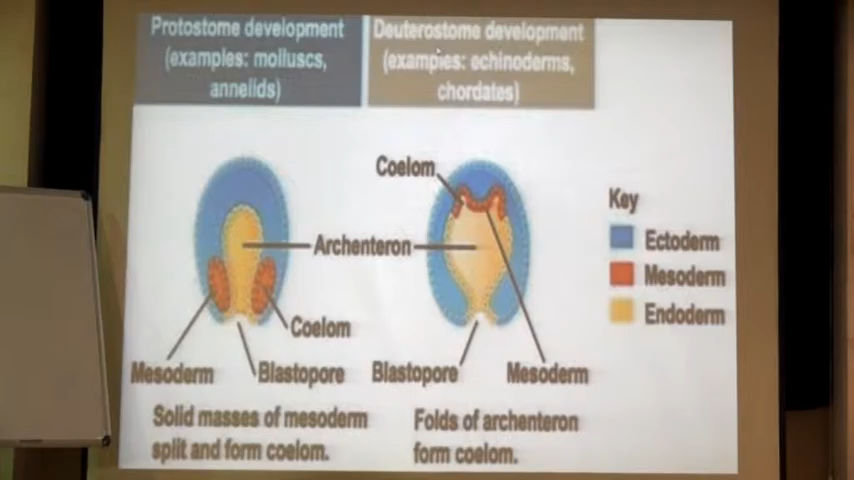 Protostome development
(examples: molluscs,
annelids)
Deuterostome development
(examples: echinoderms,
chordates)
Coelom
Archenteron
Coelom
Mesoderm
Blastopore
Blastopore
Mesoderm
Key
Ectoderm
Mesoderm
Endoderm
Solid masses of mesoderm
split and form coelom.
Folds of archenteron
form coelom.